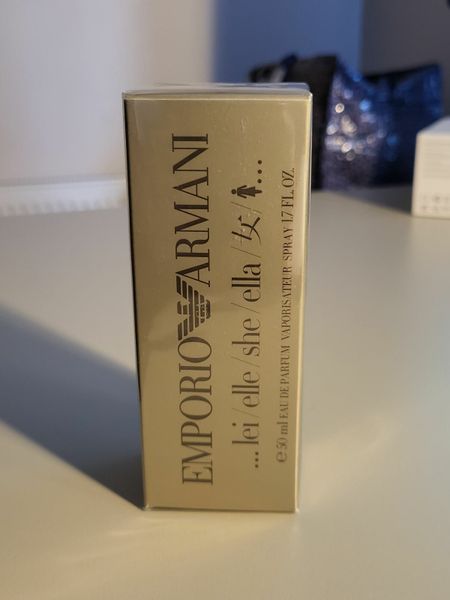 EMPORIO ARMANI
... lei / elle / she / ella / 女 / ...
℮ 50 ml EAU DE PARFUM VAPORISATEUR SPRAY 1.7 FL. OZ.